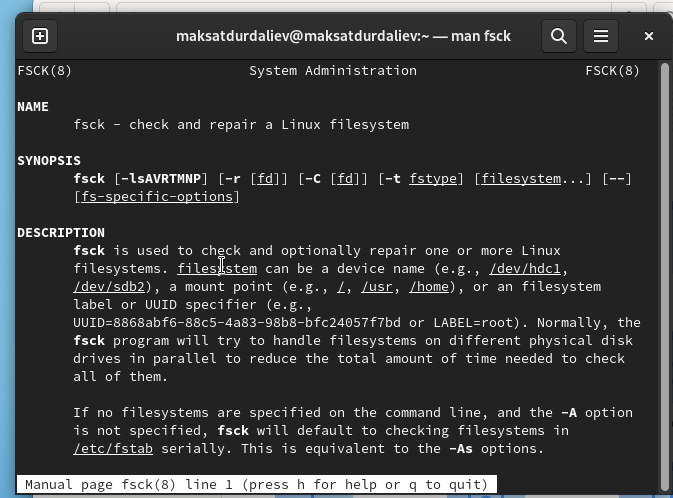 maksatdurdaliev@maksatdurdaliev:~ — man fsck
FSCK(8) System Administration FSCK(8)
NAME
fsck - check and repair a Linux filesystem
SYNOPSIS
fsck [-lsAVRTMNP] [-r [fd]] [-C [fd]] [-t fstype] [filesystem...] [--]
[fs-specific-options]
DESCRIPTION
fsck is used to check and optionally repair one or more Linux
filesystems. filesystem can be a device name (e.g., /dev/hdc1,
/dev/sdb2), a mount point (e.g., /, /usr, /home), or an filesystem
label or UUID specifier (e.g.,
UUID=8868abf6-88c5-4a83-98b8-bfc24057f7bd or LABEL=root). Normally, the
fsck program will try to handle filesystems on different physical disk
drives in parallel to reduce the total amount of time needed to check
all of them.
If no filesystems are specified on the command line, and the -A option
is not specified, fsck will default to checking filesystems in
/etc/fstab serially. This is equivalent to the -As options.
Manual page fsck(8) line 1 (press h for help or q to quit)